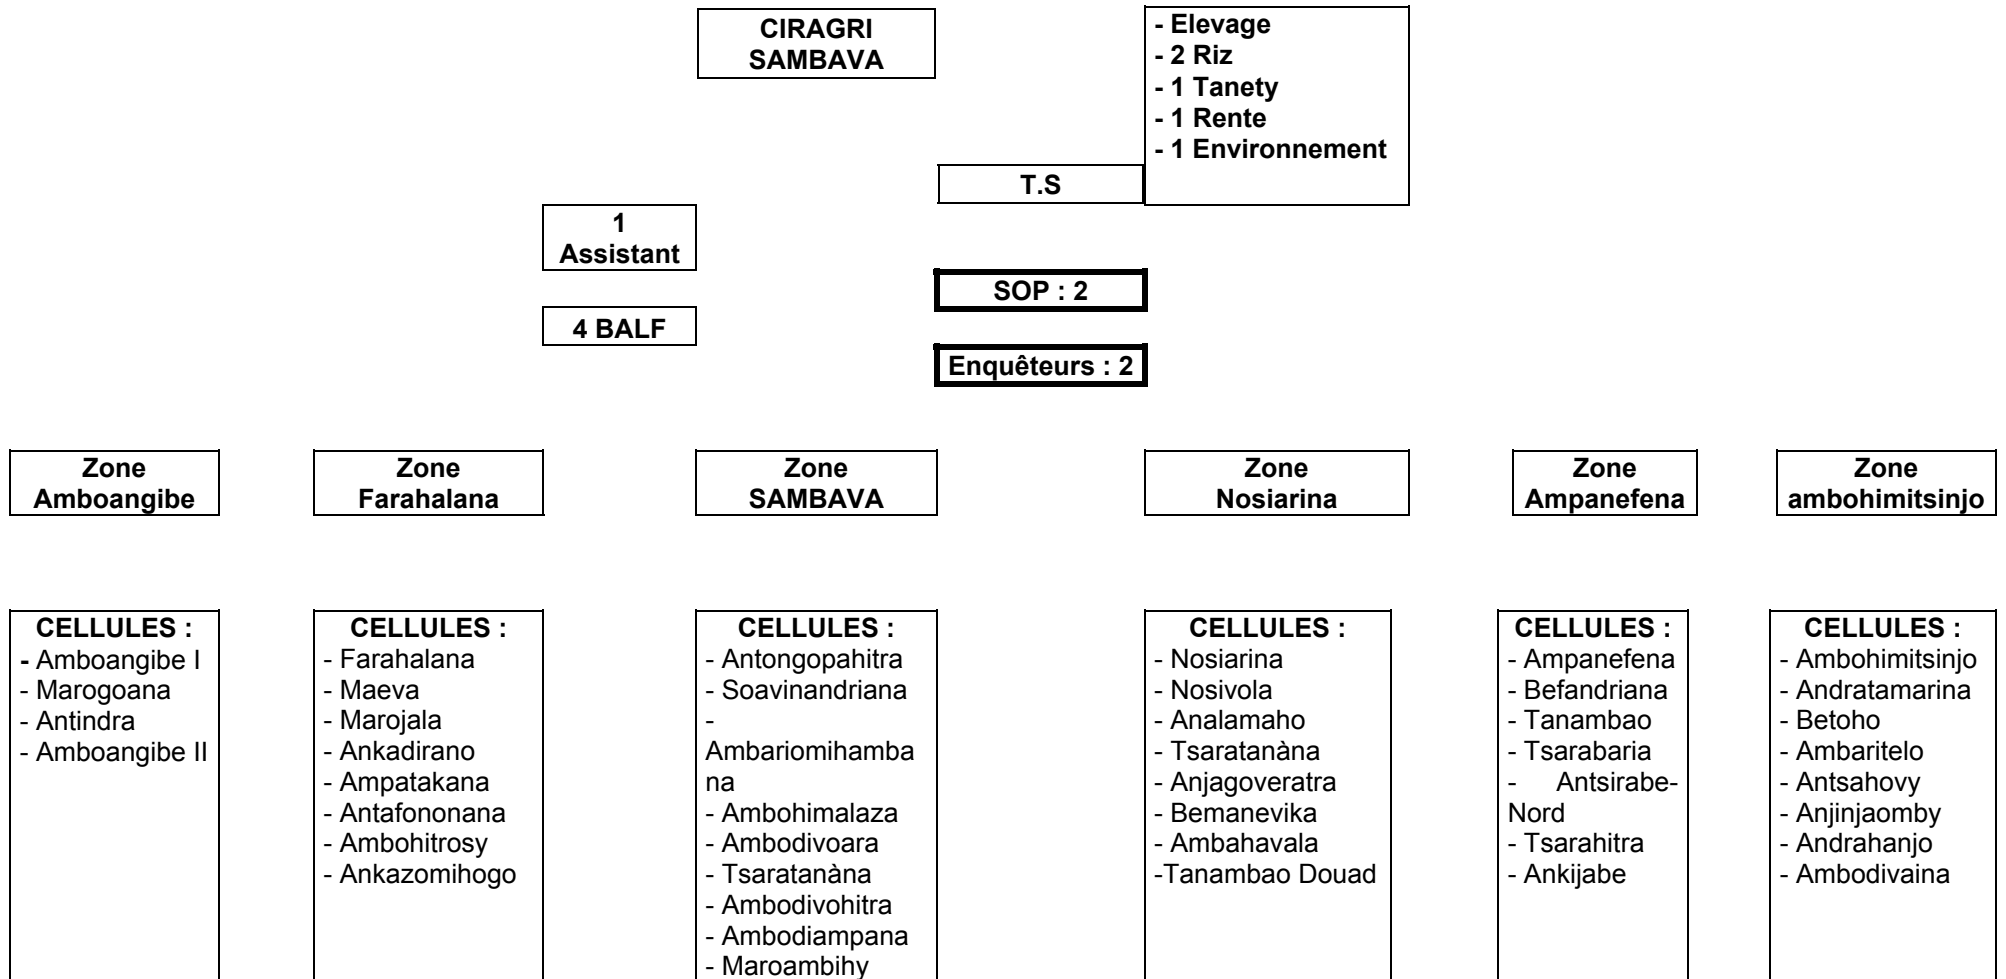 CIRAGRI
SAMBAVA
- Elevage
- 2 Riz
- 1 Tanety
- 1 Rente
- 1 Environnement
T.S
1
Assistant
SOP : 2
4 BALF
Enquêteurs : 2
Zone
Amboangibe
Zone
Farahalana
Zone
SAMBAVA
Zone
Nosiarina
Zone
Ampanefena
Zone
ambohimitsinjo
CELLULES :
- Amboangibe I
- Marogoana
- Antindra
- Amboangibe II
CELLULES :
- Farahalana
- Maeva
- Marojala
- Ankadirano
- Ampatakana
- Antafononana
- Ambohitrosy
- Ankazomihogo
CELLULES :
- Antongopahitra
- Soavinandriana
-
Ambariomihamba
na
- Ambohimalaza
- Ambodivoara
- Tsaratanàna
- Ambodivohitra
- Ambodiampana
- Maroambihy
CELLULES :
- Nosiarina
- Nosivola
- Analamaho
- Tsaratanàna
- Anjagoveratra
- Bemanevika
- Ambahavala
-Tanambao Douad
CELLULES :
- Ampanefena
- Befandriana
- Tanambao
- Tsarabaria
- Antsirabe-
Nord
- Tsarahitra
- Ankijabe
CELLULES :
- Ambohimitsinjo
- Andratamarina
- Betoho
- Ambaritelo
- Antsahovy
- Anjinjaomby
- Andrahanjo
- Ambodivaina